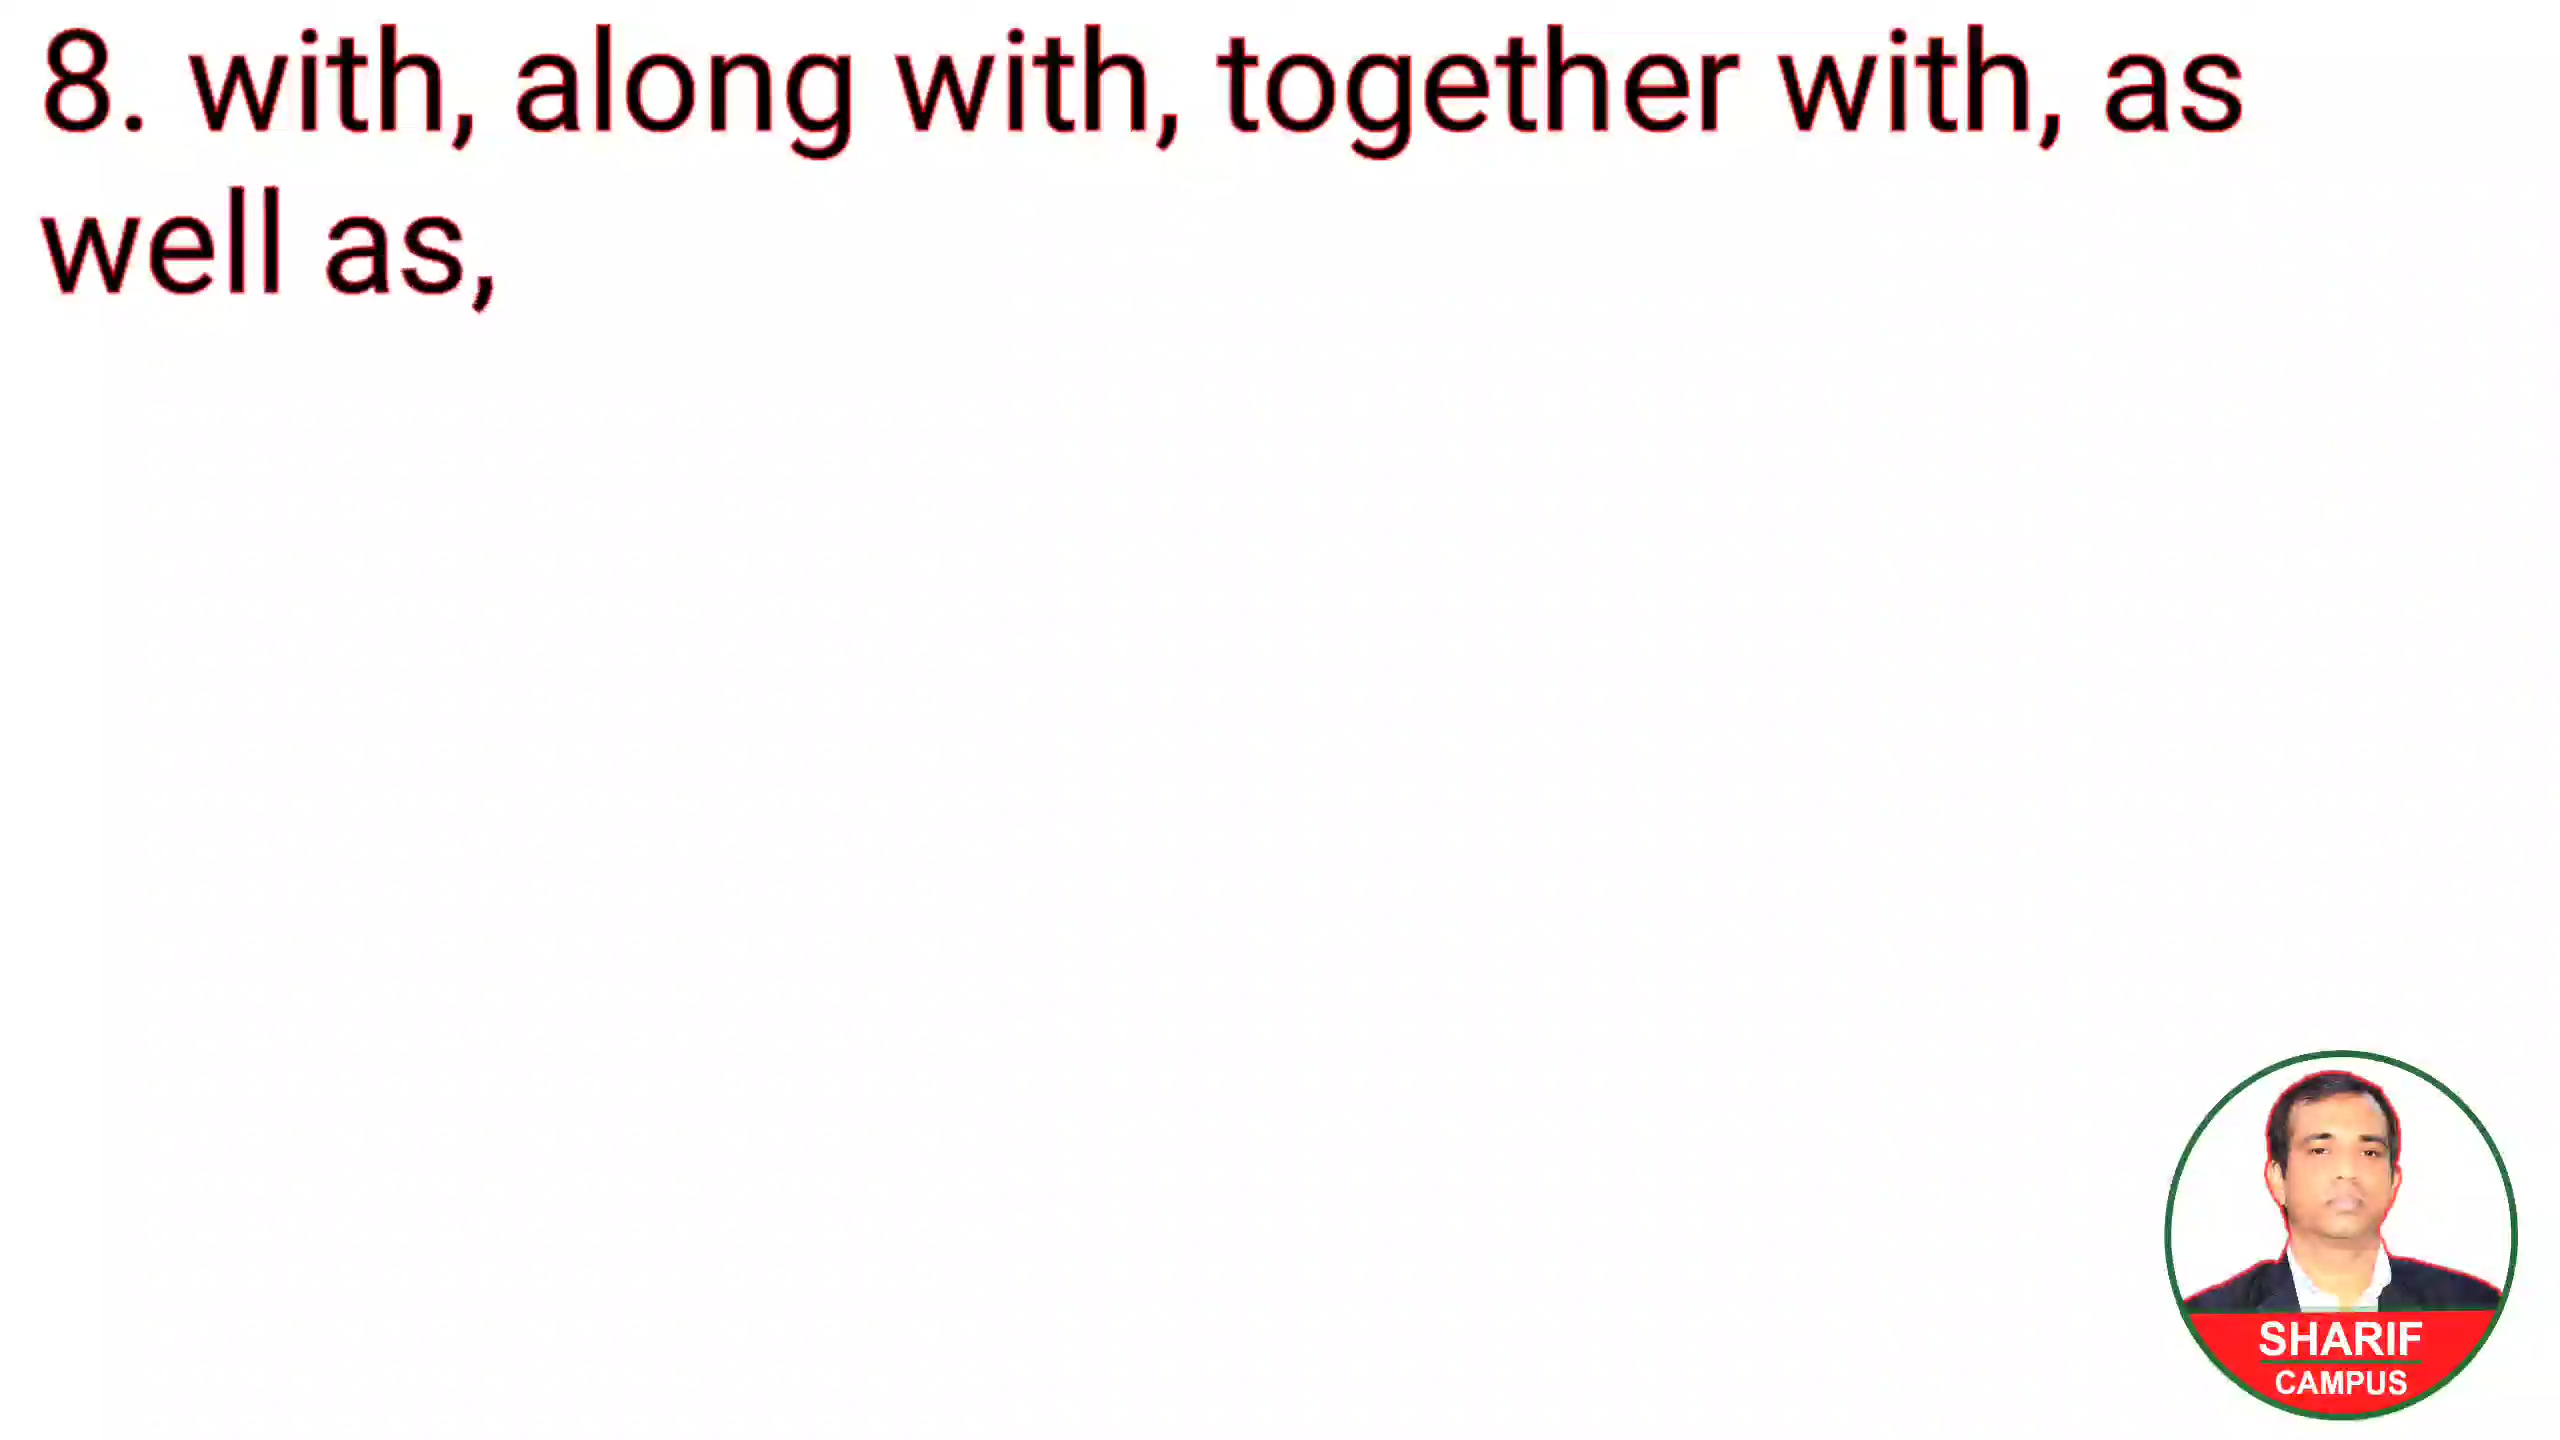 8. with, along with, together with, as
well as,
SHARIF
CAMPUS